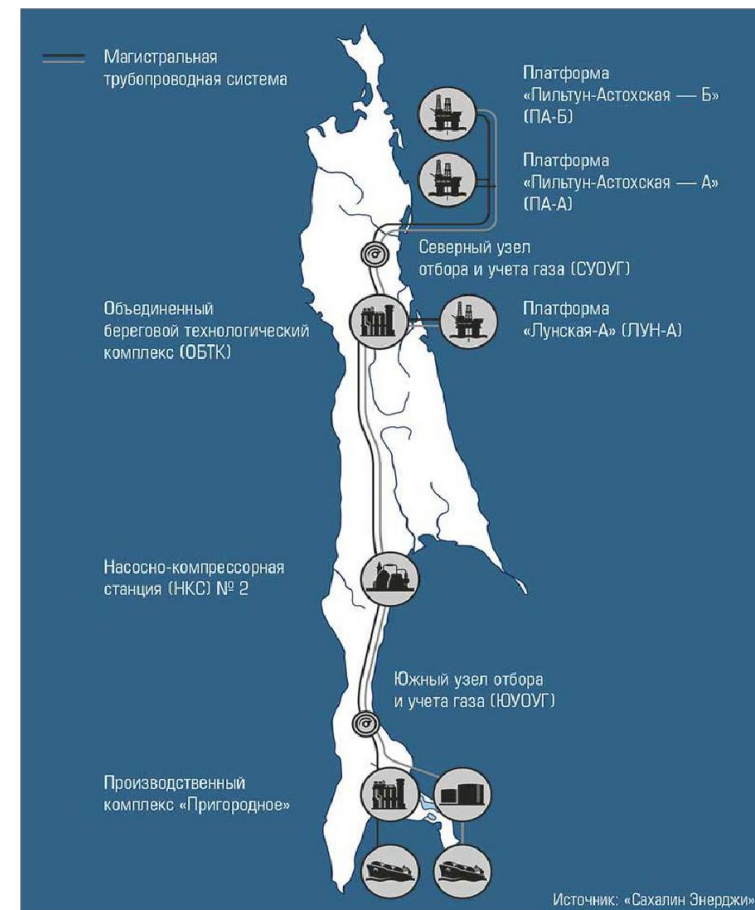 Магистральная
трубопроводная система
Платформа
«Пильтун-Астохская — Б»
(ПА-Б)
Платформа
«Пильтун-Астохская — А»
(ПА-А)
Северный узел
отбора и учета газа (СУОУГ)
Объединенный
береговой технологический
комплекс (ОБТК)
Платформа
«Лунская-А» (ЛУН-А)
Насосно-компрессорная
станция (НКС) № 2
Южный узел отбора
и учета газа (ЮУОУГ)
Производственный
комплекс «Пригородное»
Источник: «Сахалин Энерджи»